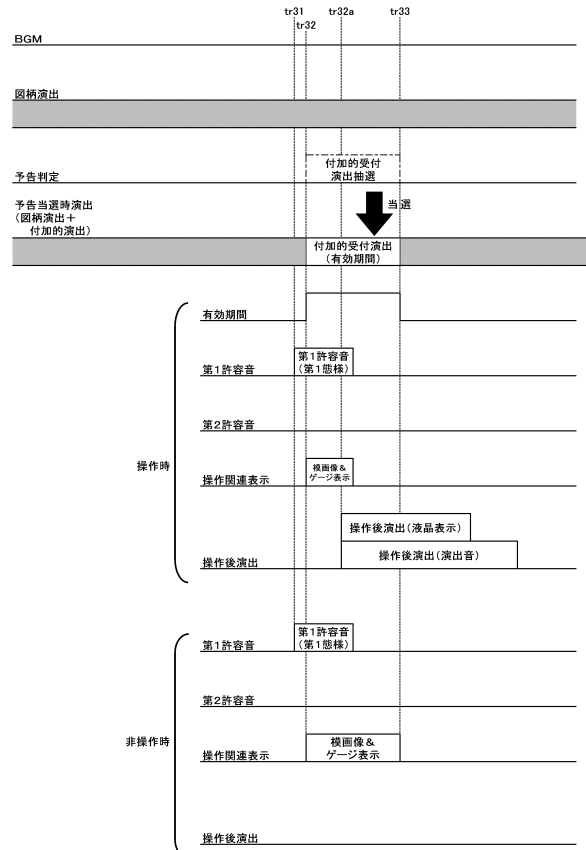 tr31
tr32a
tr33
tr32
BGM
図柄演出
付加的受付
演出抽選
予告判定
当選
予告当選時演出
(図柄演出＋
付加的演出)
付加的受付演出
(有効期間)
有効期間
第１許容音
(第１態様)
第１許容音
第２許容音
操作時
模画像＆
ゲージ表示
操作関連表示
操作後演出(液晶表示)
操作後演出(演出音)
操作後演出
第１許容音
(第１態様)
第１許容音
第２許容音
非操作時
模画像＆
ゲージ表示
操作関連表示
操作後演出